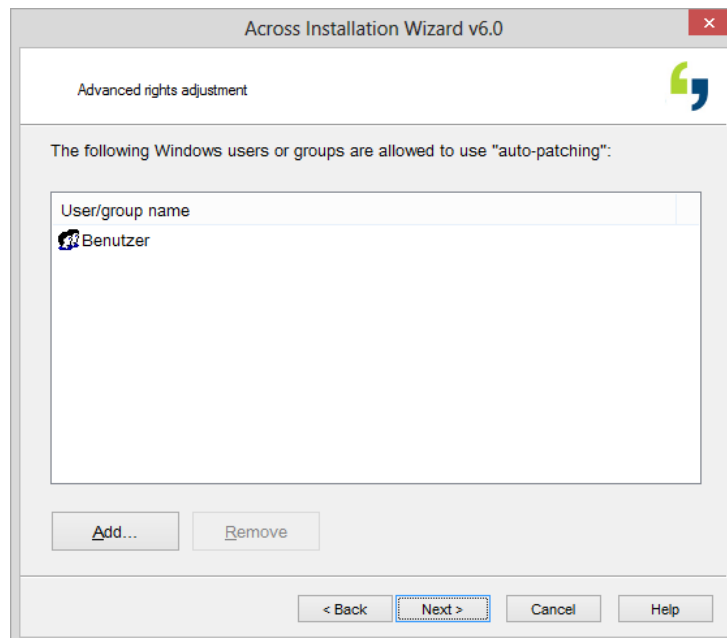 Across Installation Wizard v6.0
Advanced rights adjustment
The following Windows users or groups are allowed to use "auto-patching":
User/group name
Benutzer
Add...
Remove
< Back
Next >
Cancel
Help